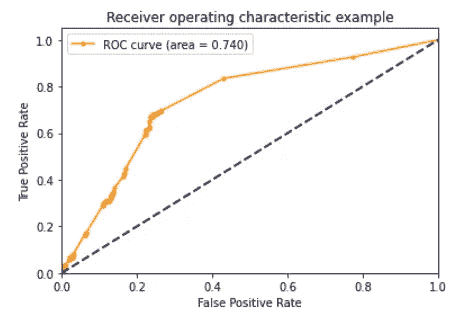 Receiver operating characteristic example
ROC curve (area = 0.740)
True Positive Rate
1.0
0.8
0.6
0.4
0.2
0.0
0.0 0.2 0.4 0.6 0.8 1.0
False Positive Rate